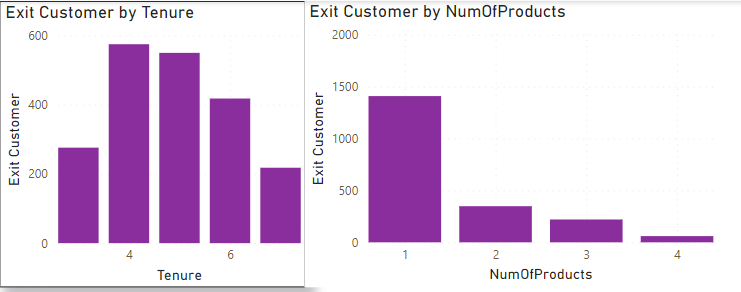 Exit Customer by Tenure
600
400
200
0
Exit Customer
4 6
Tenure
Exit Customer by NumOfProducts
2000
1500
1000
500
0
Exit Customer
1 2 3 4
NumOfProducts